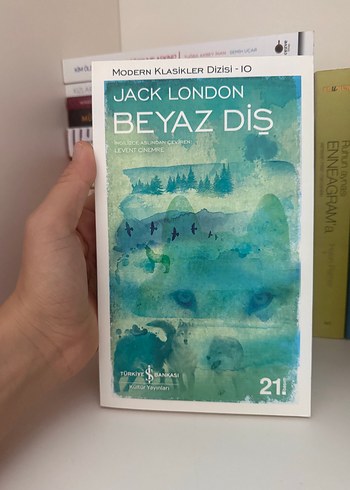 MODERN KLASİKLER DİZİSİ - 10
JACK LONDON
BEYAZ DİŞ
İNGİLİZCE ASLINDAN ÇEVİREN:
LEVENT CİNEMRE
TÜRKİYE İŞ BANKASI
Kültür Yayınları
21.
ENNEAGRAM'a